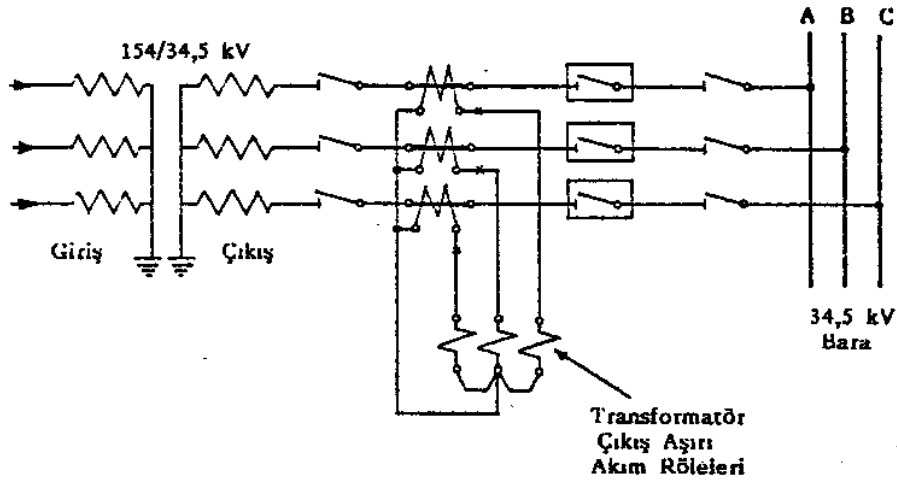 A B C
154/34,5 kV
Giriş
Çıkış
34,5 kV
Bara
Transformatör
Çıkış Aşırı
Akım Röleleri